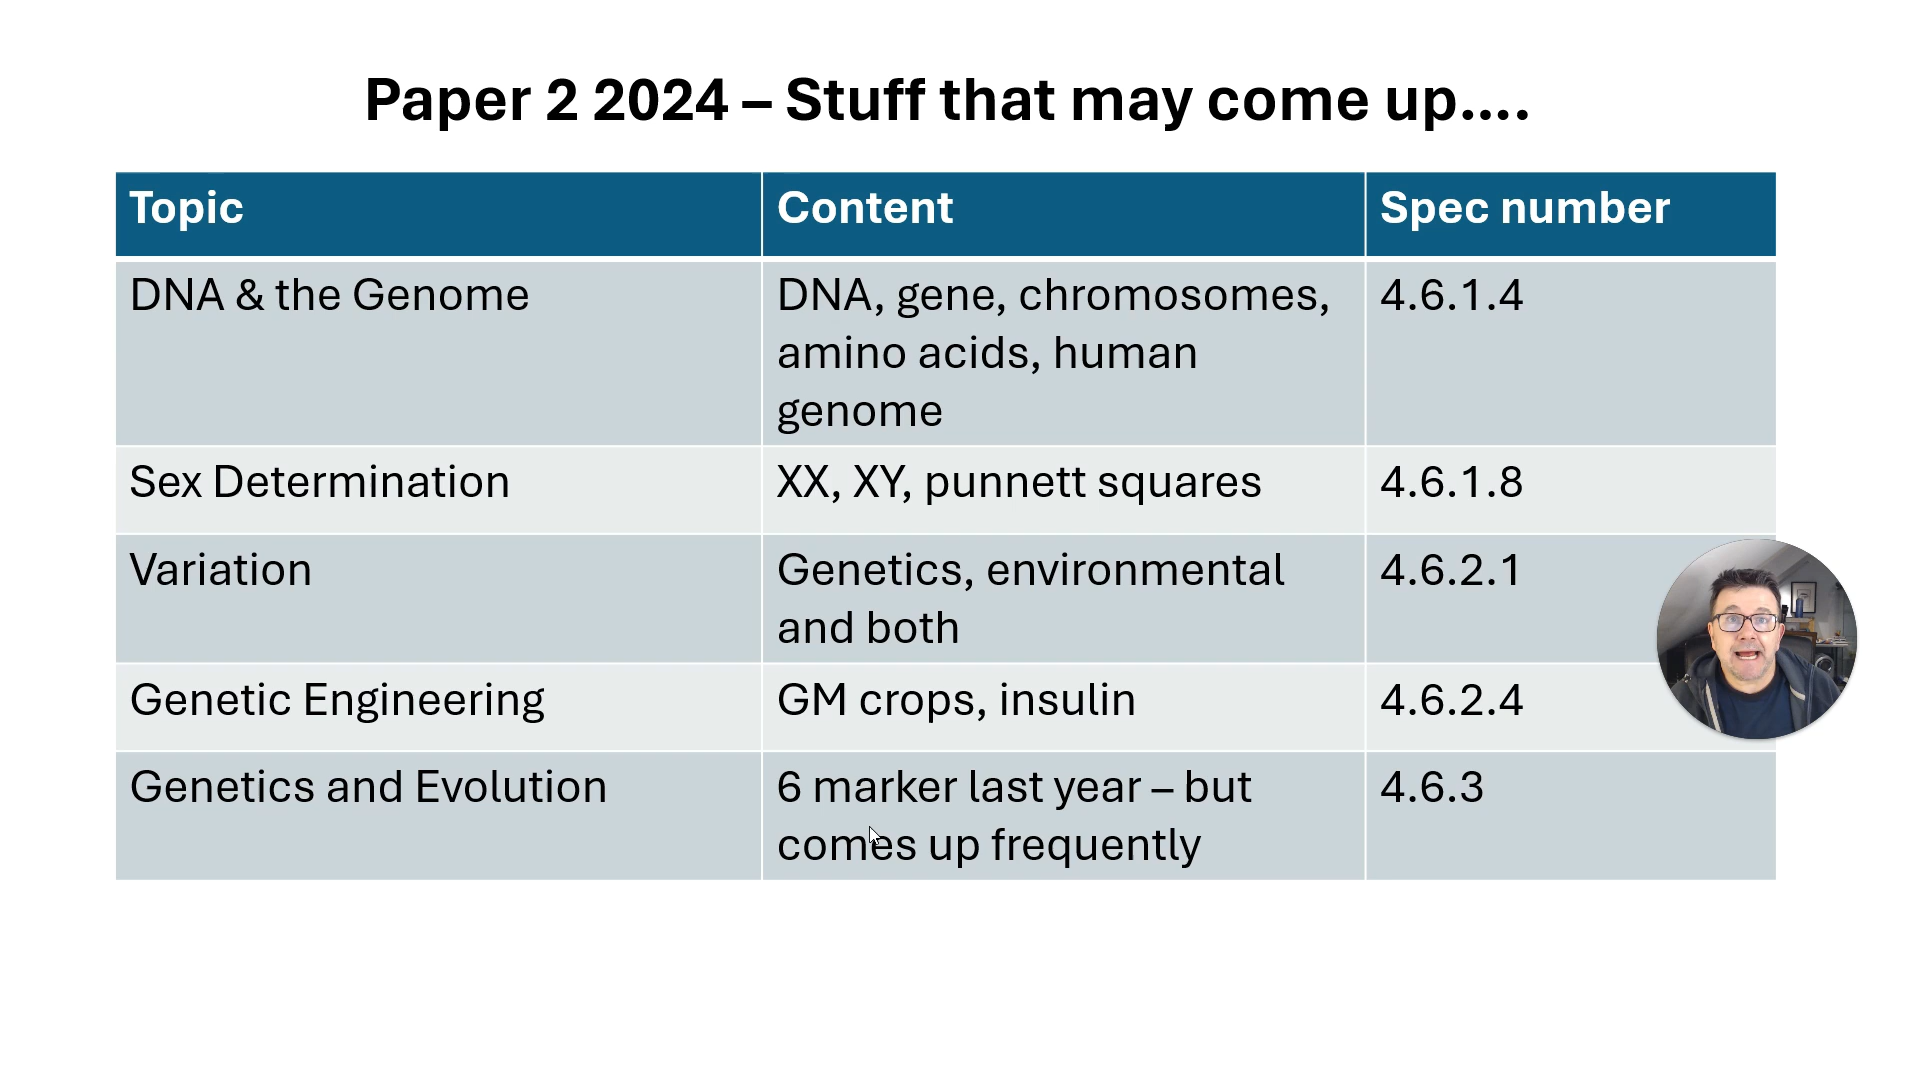 Paper 2 2024 – Stuff that may come up....
Topic
Content
Spec number
DNA & the Genome
DNA, gene, chromosomes,
amino acids, human
genome
4.6.1.4
Sex Determination
XX, XY, punnett squares
4.6.1.8
Variation
Genetics, environmental
and both
4.6.2.1
Genetic Engineering
GM crops, insulin
4.6.2.4
Genetics and Evolution
6 marker last year – but
comes up frequently
4.6.3